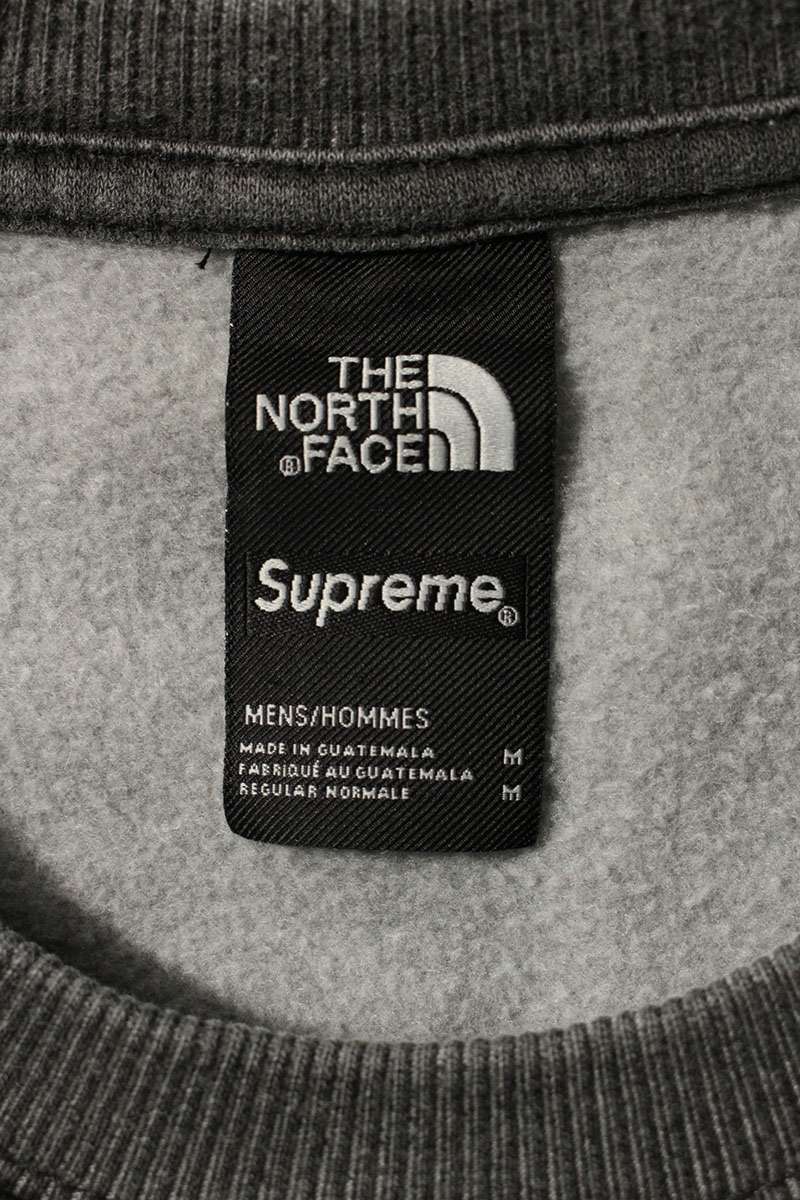 THE
NORTH
®FACE
Supreme®
MENS/HOMMES
MADE IN GUATEMALA M
FABRIQUÉ AU GUATEMALA
REGULAR NORMALE M